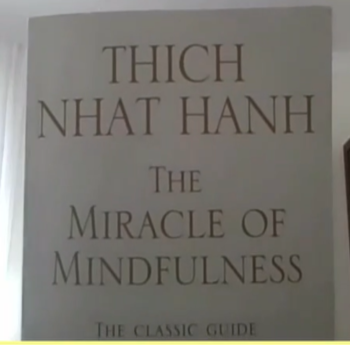 THICH
NHAT HANH
THE
MIRACLE OF
MINDFULNESS
THE CLASSIC GUIDE